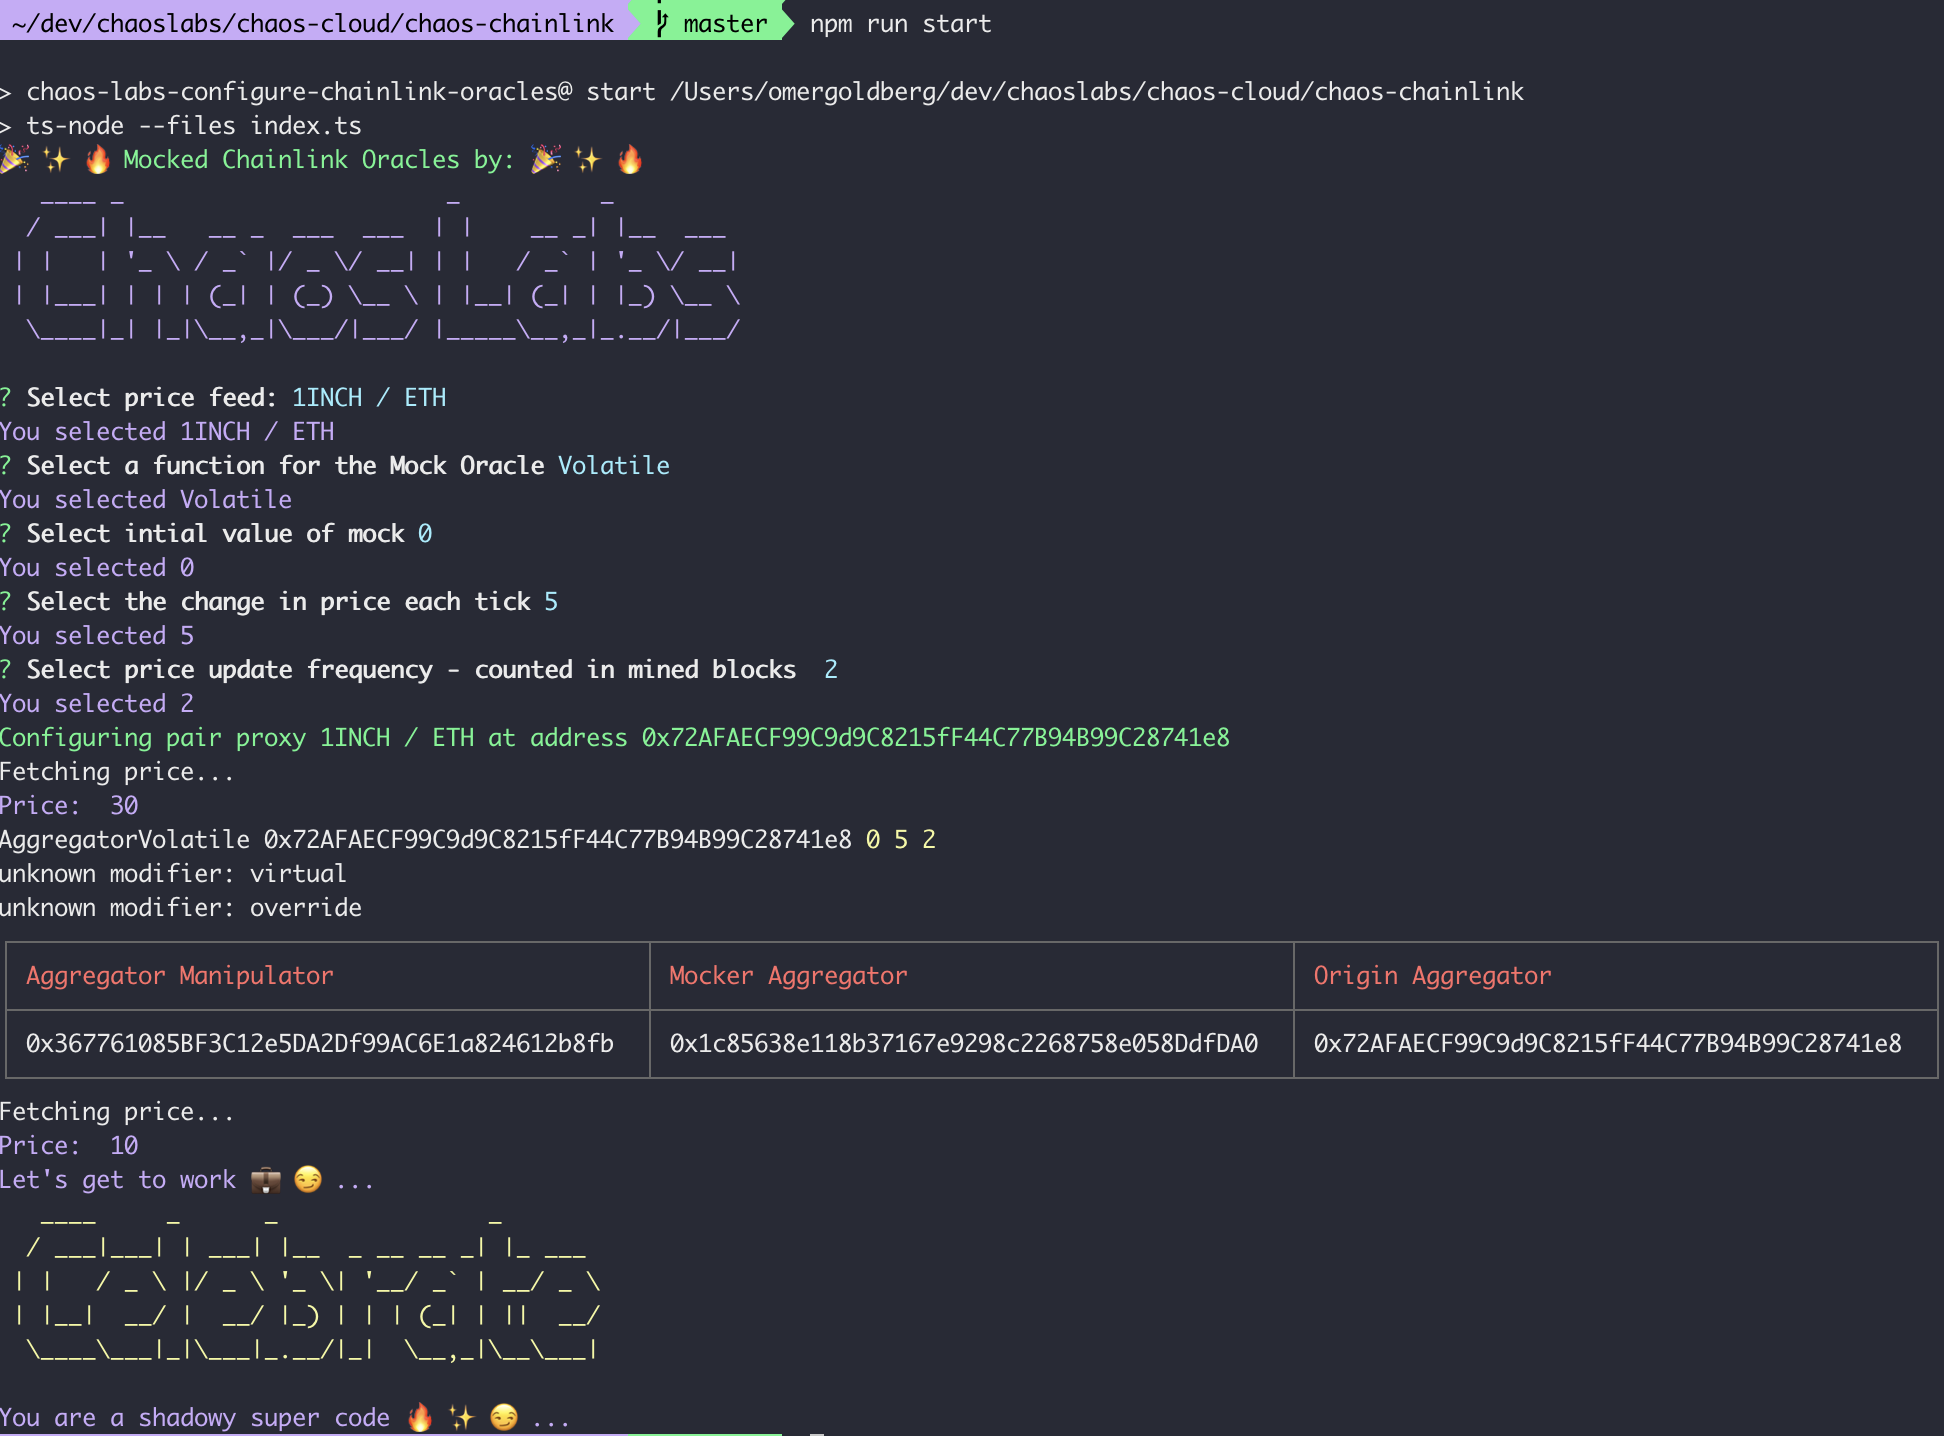 ~/dev/chaoslabs/chaos-cloud/chaos-chainlink master npm run start
> chaos-labs-configure-chainlink-oracles@ start /Users/omergoldberg/dev/chaoslabs/chaos-cloud/chaos-chainlink
> ts-node --files index.ts
🎉 ✨ 🔥 Mocked Chainlink Oracles by: 🎉 ✨ 🔥
Chaos Labs
? Select price feed: 1INCH / ETH
You selected 1INCH / ETH
? Select a function for the Mock Oracle Volatile
You selected Volatile
? Select intial value of mock 0
You selected 0
? Select the change in price each tick 5
You selected 5
? Select price update frequency - counted in mined blocks  2
You selected 2
Configuring pair proxy 1INCH / ETH at address 0x72AFAECF99C9d9C8215fF44C77B94B99C28741e8
Fetching price...
Price:  30
AggregatorVolatile 0x72AFAECF99C9d9C8215fF44C77B94B99C28741e8 0 5 2
unknown modifier: virtual
unknown modifier: override
Aggregator Manipulator Mocker Aggregator Origin Aggregator
0x367761085BF3C12e5DA2Df99AC6E1a824612b8fb 0x1c85638e118b37167e9298c2268758e058DdfDA0 0x72AFAECF99C9d9C8215fF44C77B94B99C28741e8
Fetching price...
Price:  10
Let's get to work 💼 😏 ...
Celebrate
You are a shadowy super code 🔥 ✨ 😏 ...